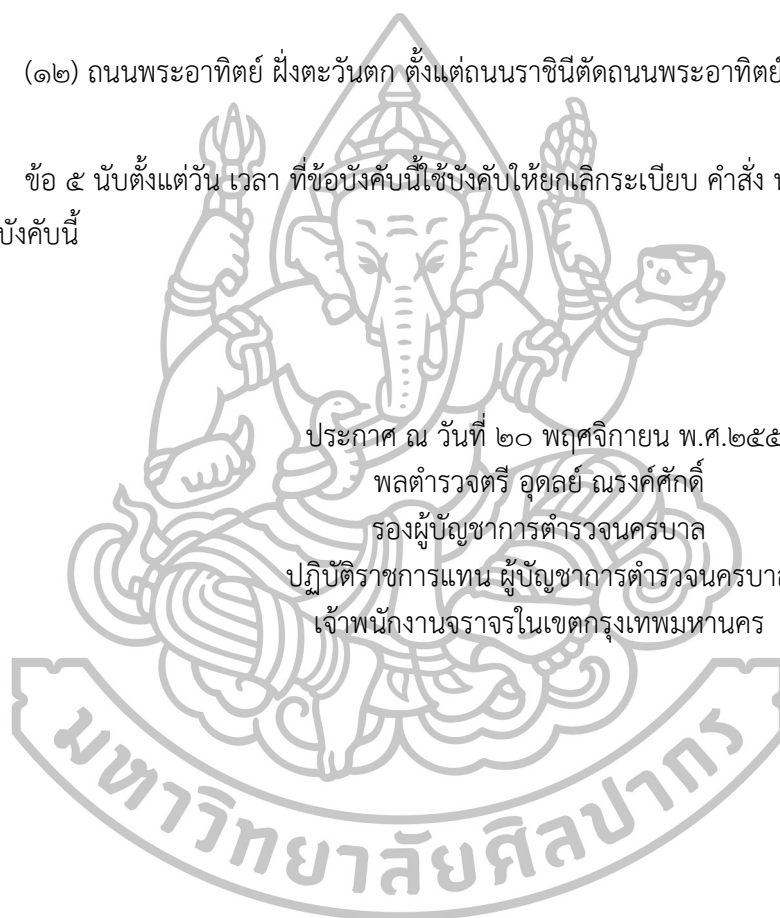 (๑๒) ถนนพระอาทิตย์ ฝั่งตะวันตก ตั้งแต่ถนนราชินีตัดถนนพระอาทิตย์
ข้อ ๕ นับตั้งแต่วัน เวลา ที่ข้อบังคับนี้ใช้บังคับให้ยกเลิกระเบียบ คำสั่ง
บังคับนี้
ประกาศ ณ วันที่ ๒๐ พฤศจิกายน พ.ศ.๒๕๕
พลตำรวจตรี อุดลย์ ณรงค์ศักดิ์
รองผู้บัญชาการตำรวจนครบาล
ปฏิบัติราชการแทน ผู้บัญชาการตำรวจนครบาล
เจ้าพนักงานจราจรในเขตกรุงเทพมหานคร
มหาวิทยาลัยศิลปากร